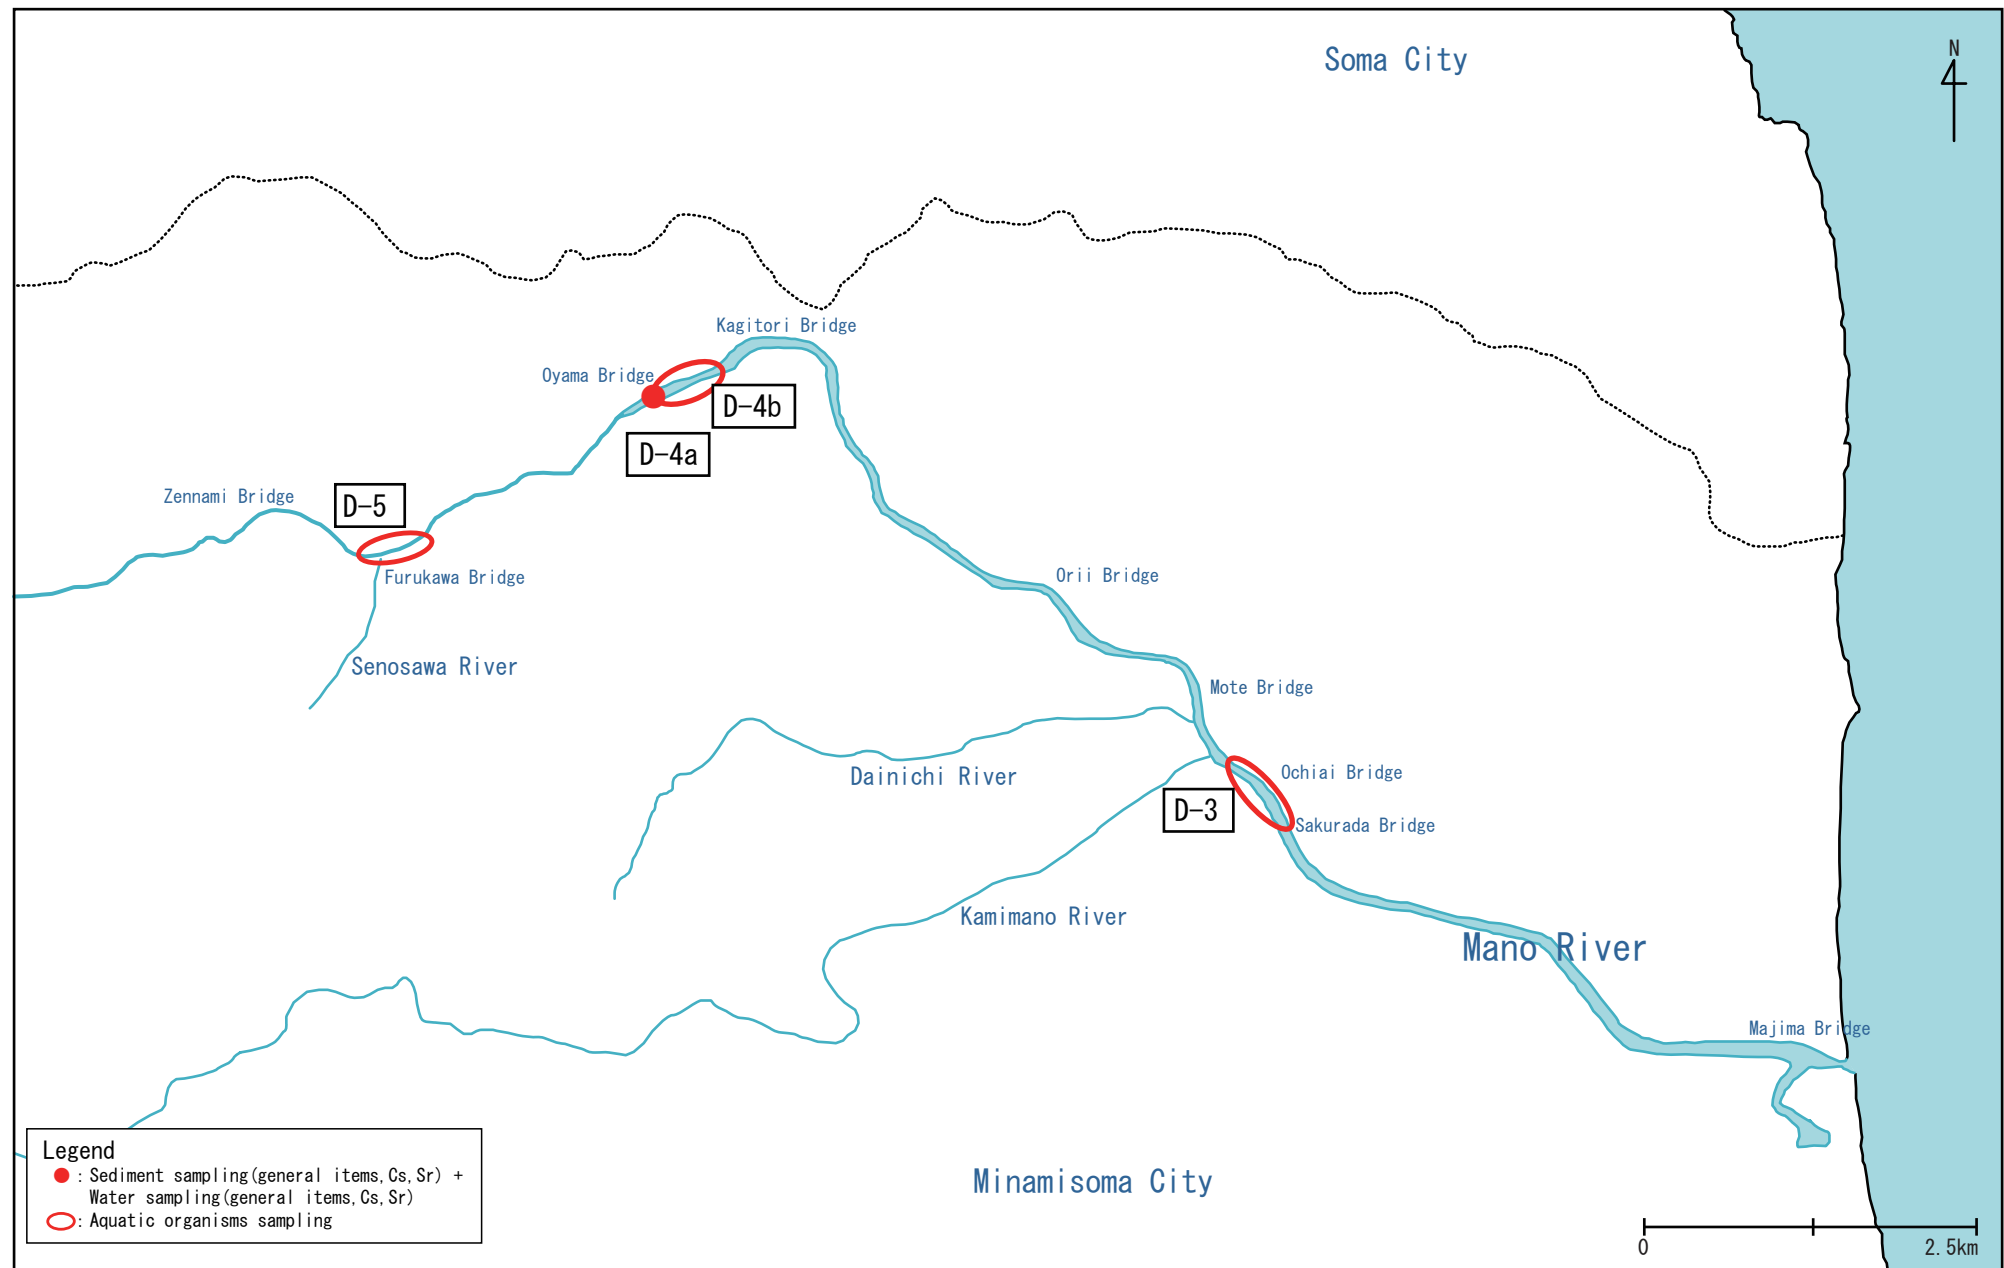 Soma City
N
Kagitori Bridge
Oyama Bridge
D-4b
D-4a
Zennami Bridge
D-5
Furukawa Bridge
Orii Bridge
Senosawa River
Mote Bridge
Dainichi River
Ochiai Bridge
D-3
Sakurada Bridge
Kamimano River
Mano River
Majima Bridge
Minamisoma City
Legend
: Sediment sampling(general items,Cs,Sr) +
Water sampling(general items,Cs,Sr)
: Aquatic organisms sampling
0 2.5km